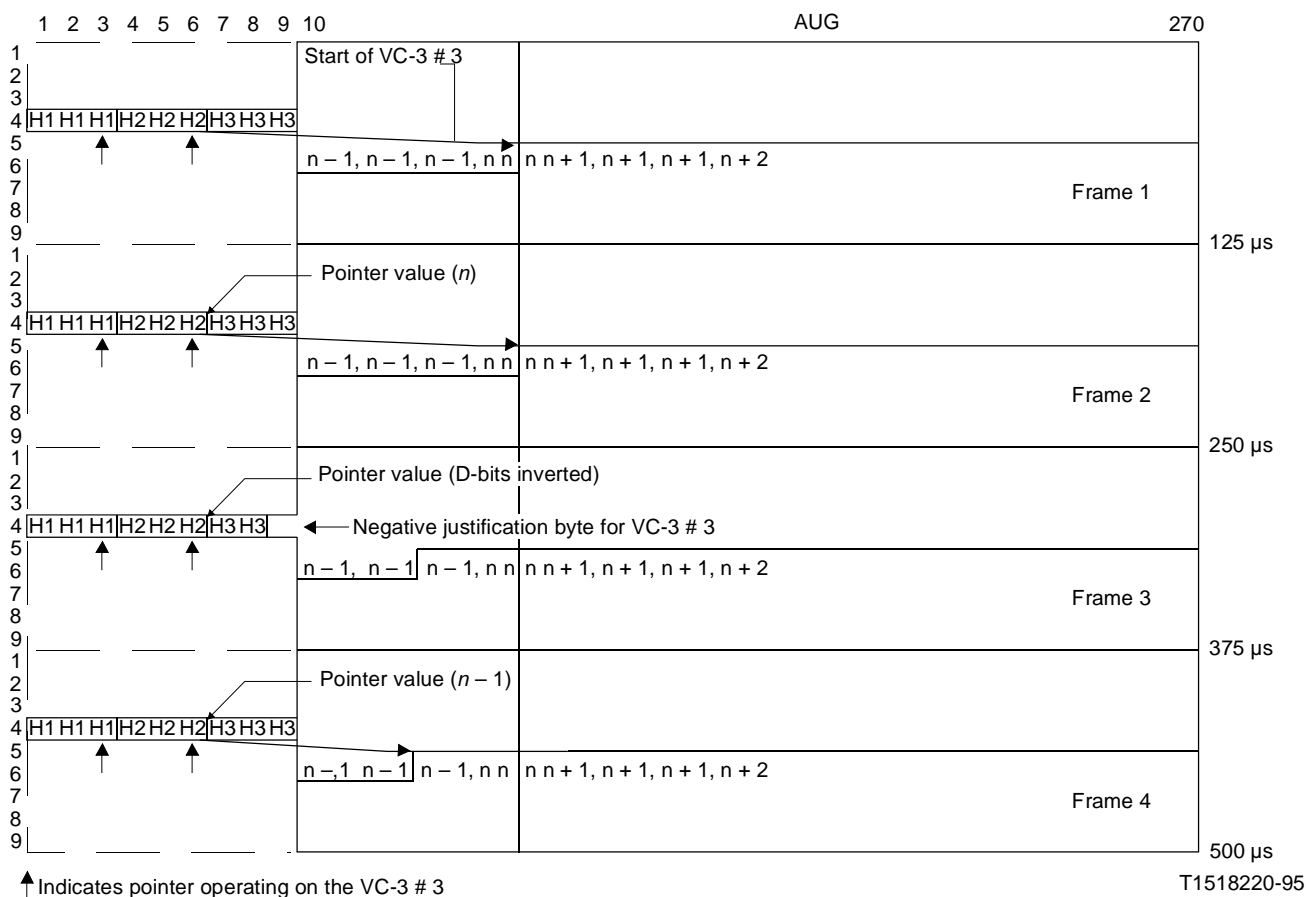 1 2 3 4 5 6 7 8 9 10 AUG 270
1
Start of VC-3 # 3
2
3
4 H1 H1 H1 H2 H2 H2 H3 H3 H3
5
6 n – 1, n – 1, n – 1, n n n n + 1, n + 1, n + 1, n + 2
7 Frame 1
8
9
125 µs
1
2 Pointer value (n)
3
4 H1 H1 H1 H2 H2 H2 H3 H3 H3
5
6 n – 1, n – 1, n – 1, n n n n + 1, n + 1, n + 1, n + 2
7 Frame 2
8
9
250 µs
1
2 Pointer value (D-bits inverted)
3
4 H1 H1 H1 H2 H2 H2 H3 H3 Negative justification byte for VC-3 # 3
5
6 n – 1, n – 1 n – 1, n n n n + 1, n + 1, n + 1, n + 2
7 Frame 3
8
9
375 µs
1
2 Pointer value (n – 1)
3
4 H1 H1 H1 H2 H2 H2 H3 H3 H3
5
6 n –,1 n – 1 n – 1, n n n n + 1, n + 1, n + 1, n + 2
7 Frame 4
8
9
500 µs
Indicates pointer operating on the VC-3 # 3
T1518220-95